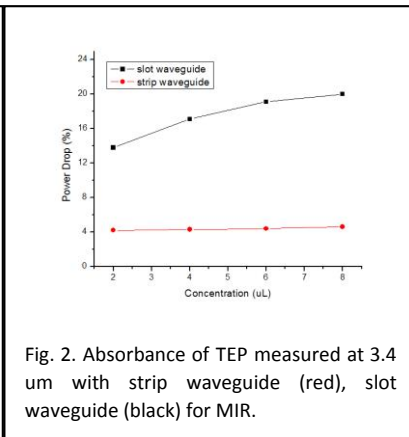 24
slot waveguide
strip waveguide
20
16
12
8
4
0
Power Drop (%)
2 3 4 5 6 7 8
Concentration (uL)
Fig. 2. Absorbance of TEP measured at 3.4
um with strip waveguide (red), slot
waveguide (black) for MIR.